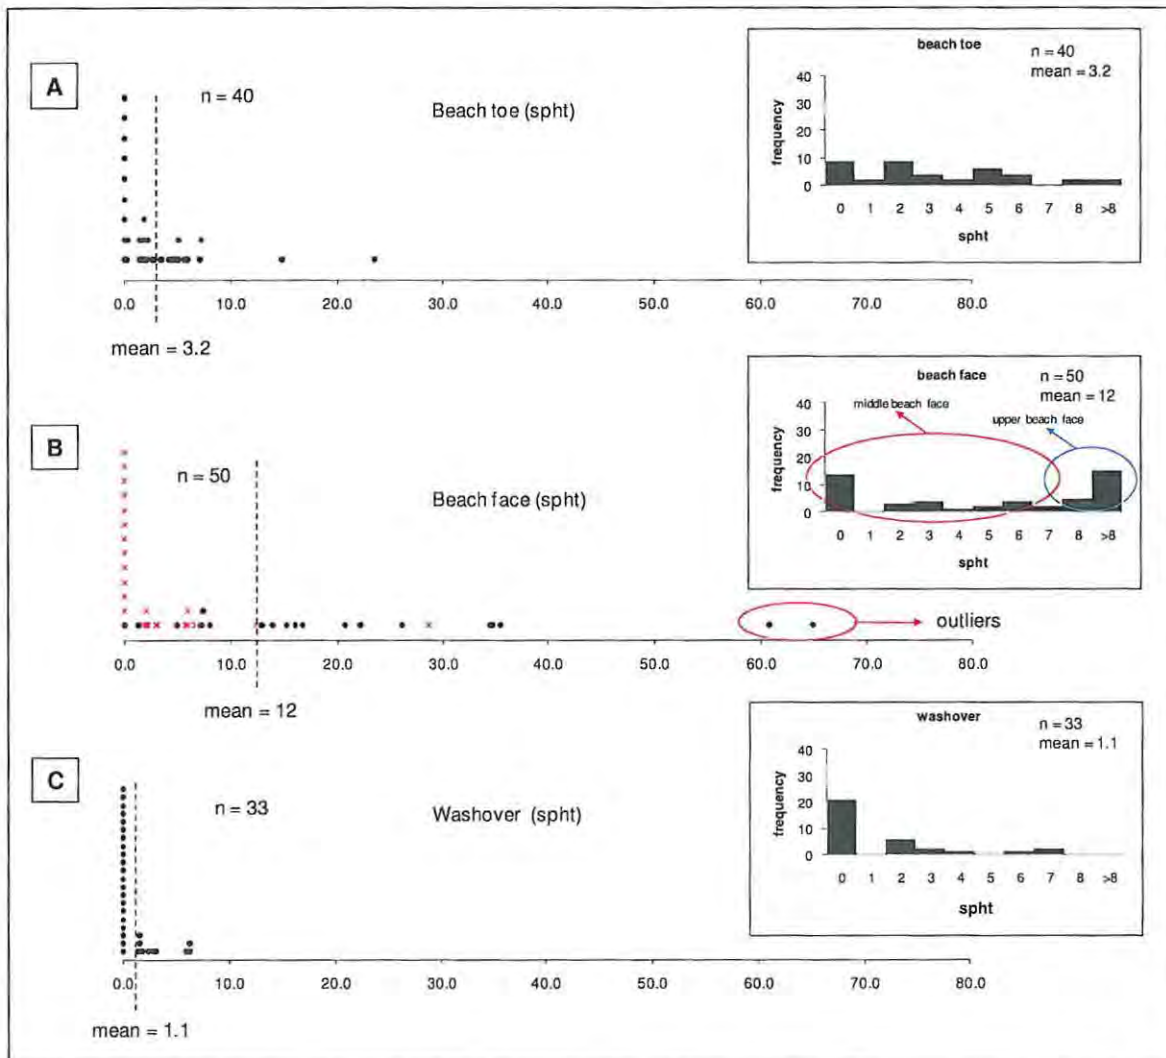 A
n = 40
Beach toe (spht)
0.0 10.0 20.0 30.0 40.0 50.0 60.0 70.0 80.0
mean = 3.2
beach toe
n = 40
mean = 3.2
frequency
40
30
20
10
0
0 1 2 3 4 5 6 7 8 >8
spht
B
n = 50
Beach face (spht)
outliers
0.0 10.0 20.0 30.0 40.0 50.0 60.0 70.0 80.0
mean = 12
beach face
n = 50
mean = 12
middle beach face
upper beach face
frequency
40
30
20
10
0
0 1 2 3 4 5 6 7 8 >8
spht
C
n = 33
Washover (spht)
0.0 10.0 20.0 30.0 40.0 50.0 60.0 70.0 80.0
mean = 1.1
washover
n = 33
mean = 1.1
frequency
40
30
20
10
0
0 1 2 3 4 5 6 7 8 >8
spht